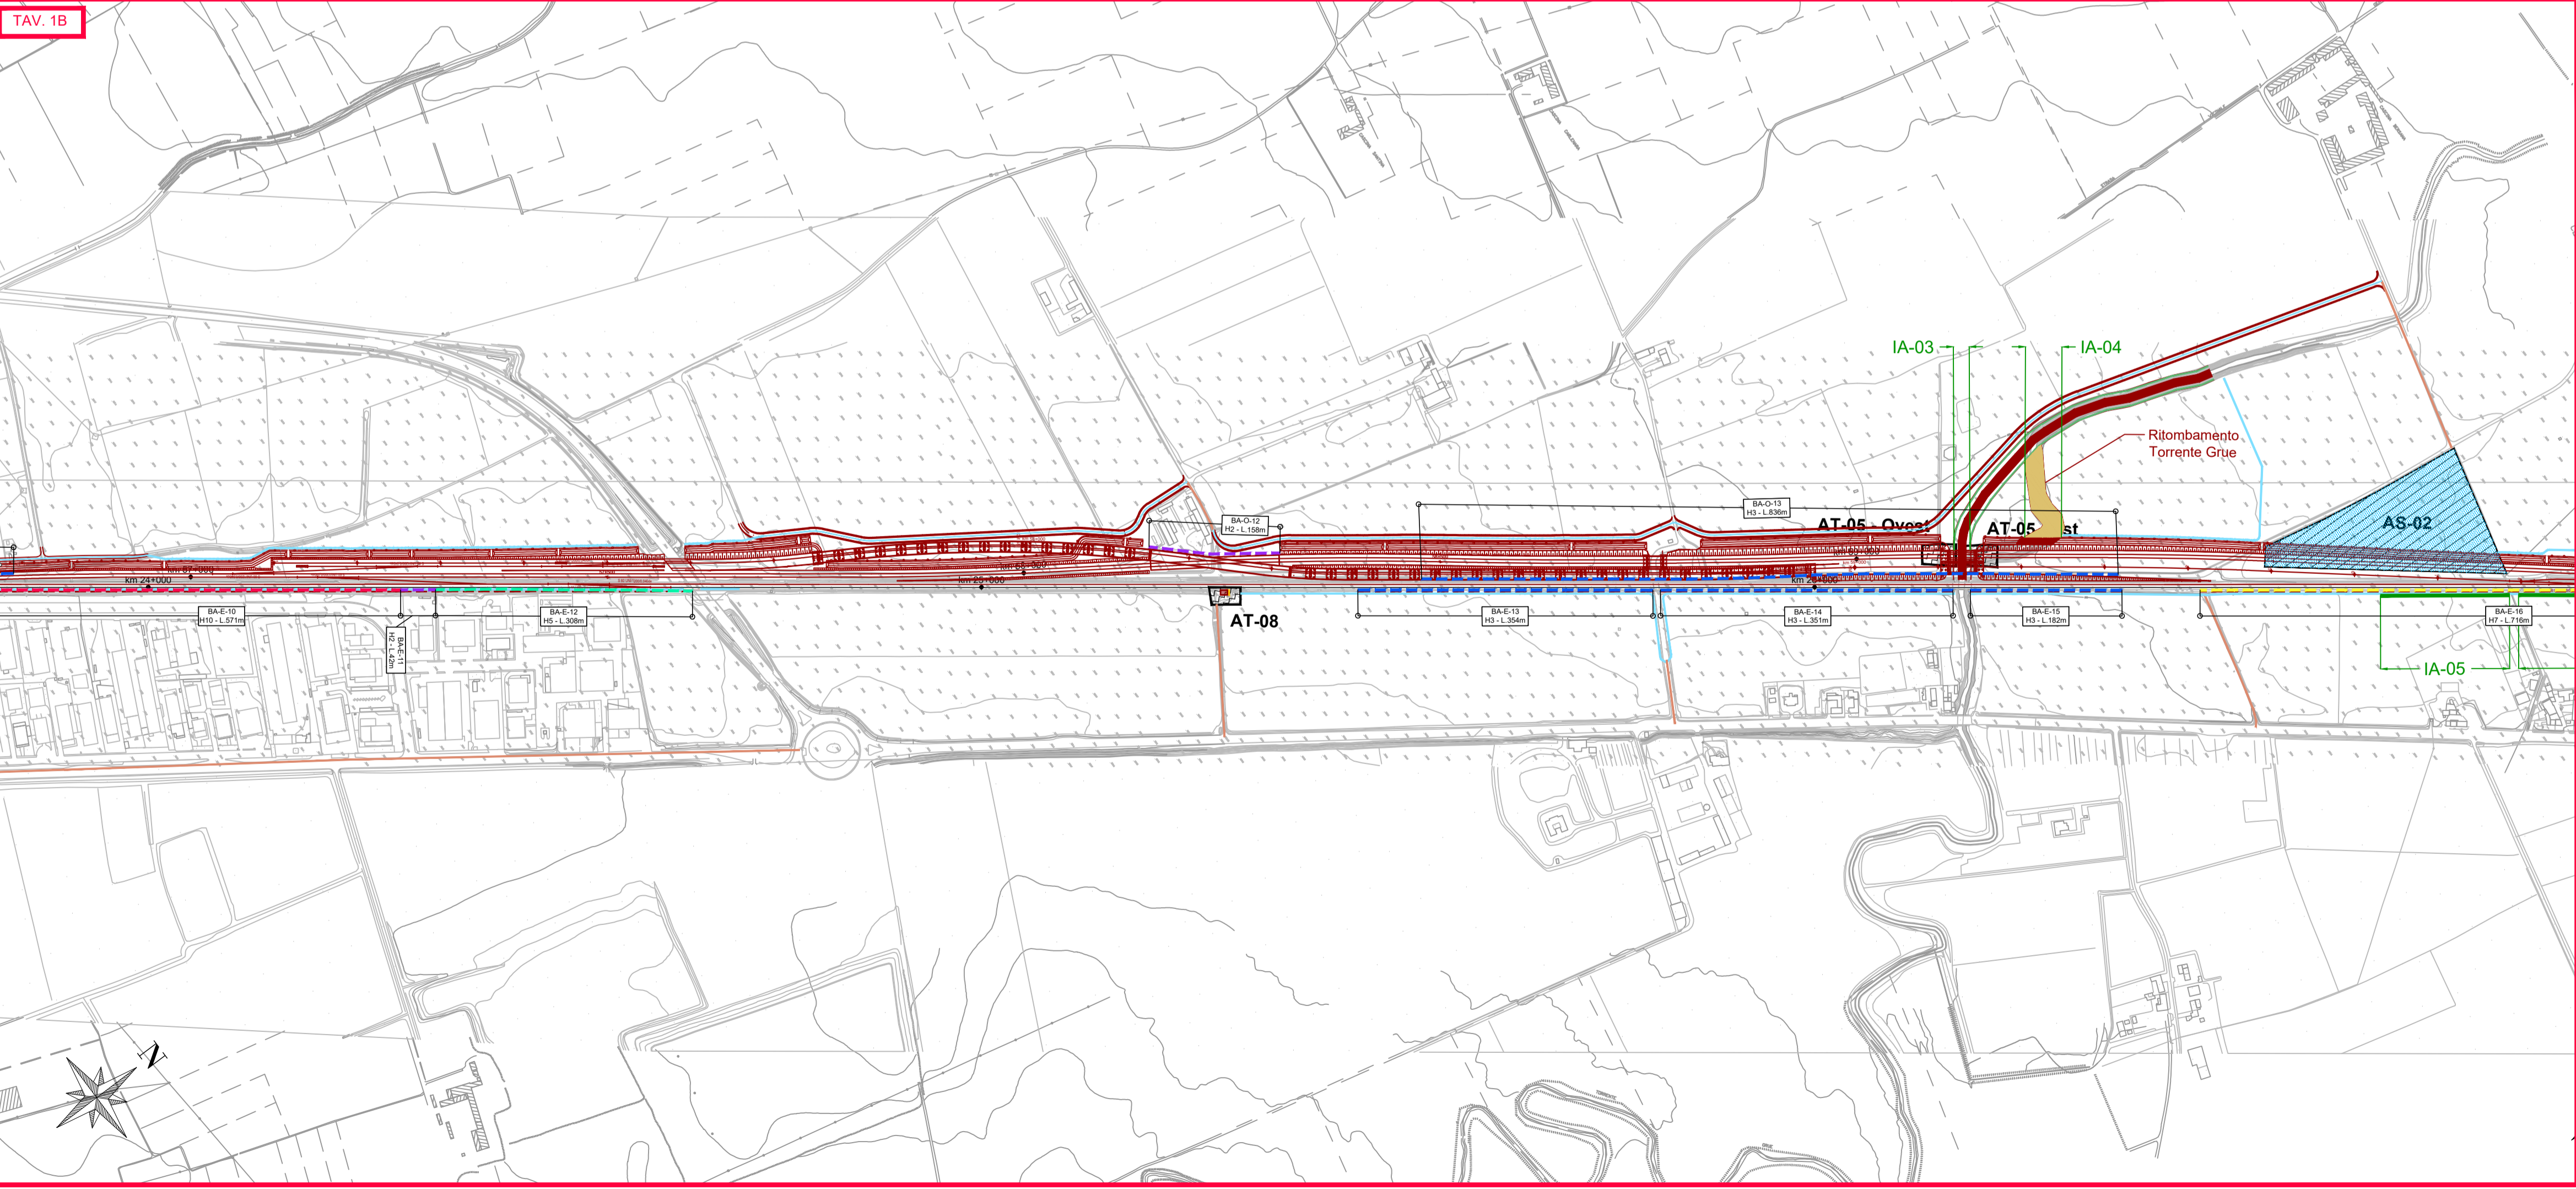 TAV. 1B
IA-03
IA-04
Ritombamento
Torrente Grue
BA-O-12
H2 - L.158m
BA-O-13
H3 - L.836m
AT-05 - Ovest
AT-05
st
AS-02
km 24+000
AT-08
BA-E-10
H10 - L.571m
BA-E-11
H2 - L.42m
BA-E-12
H5 - L.308m
BA-E-13
H3 - L.354m
BA-E-14
H3 - L.351m
BA-E-15
H3 - L.182m
BA-E-16
H7 - L.716m
IA-05
N
TORRENTE
GRUE